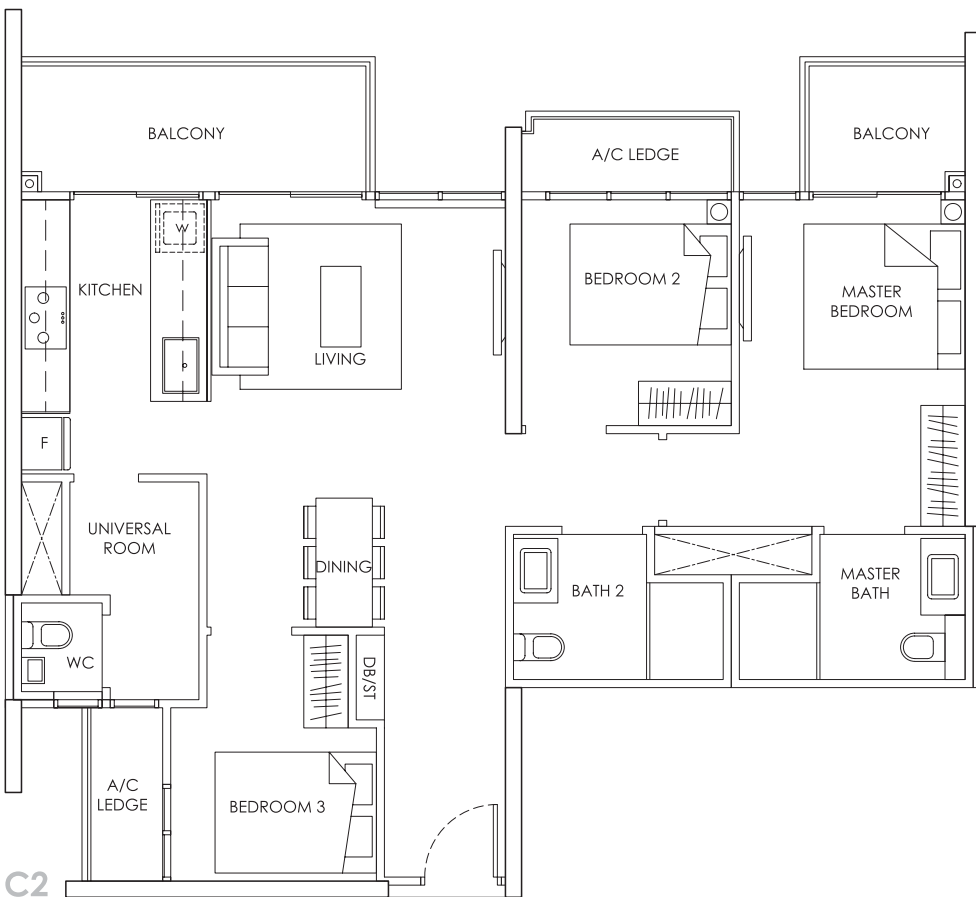 BALCONY
A/C LEDGE
BALCONY
W
KITCHEN
LIVING
BEDROOM 2
MASTER
BEDROOM
F
UNIVERSAL
ROOM
DINING
BATH 2
MASTER
BATH
WC
DB/ST
A/C
LEDGE
BEDROOM 3
C2